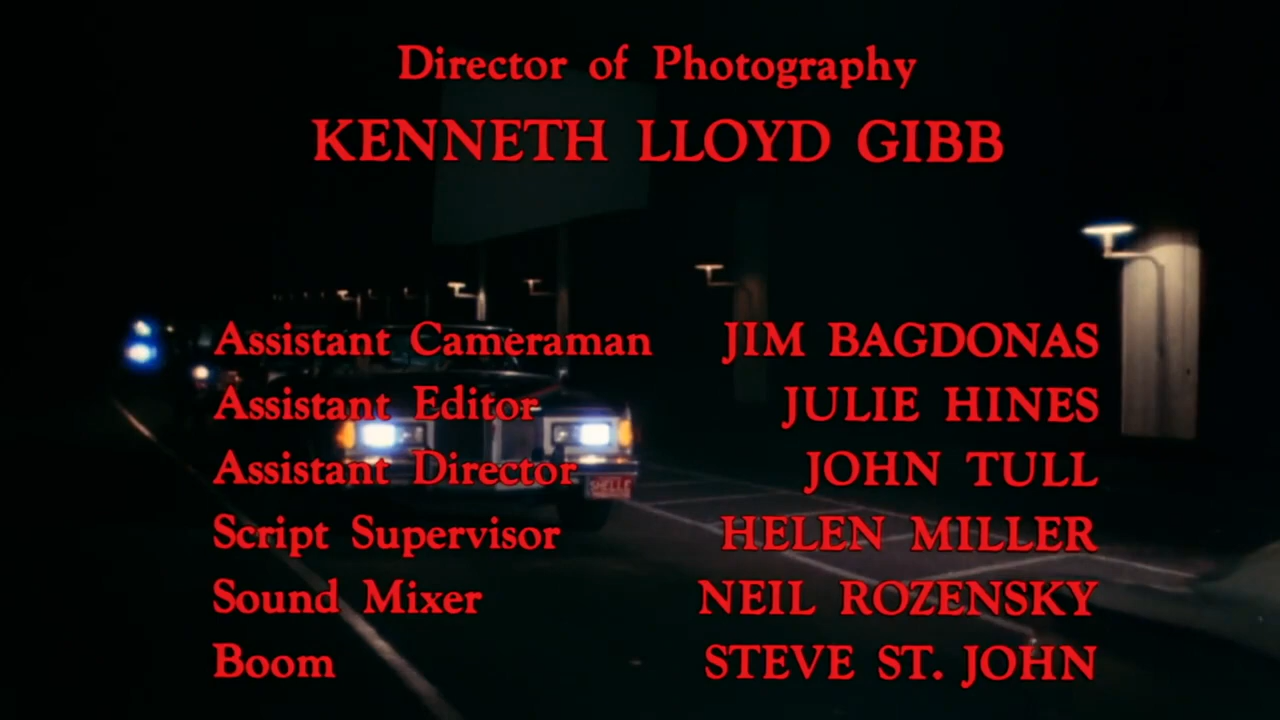 Director of Photography
KENNETH LLOYD GIBB
Assistant Cameraman JIM BAGDONAS
Assistant Editor JULIE HINES
Assistant Director JOHN TULL
Script Supervisor HELEN MILLER
Sound Mixer NEIL ROZENSKY
Boom STEVE ST. JOHN